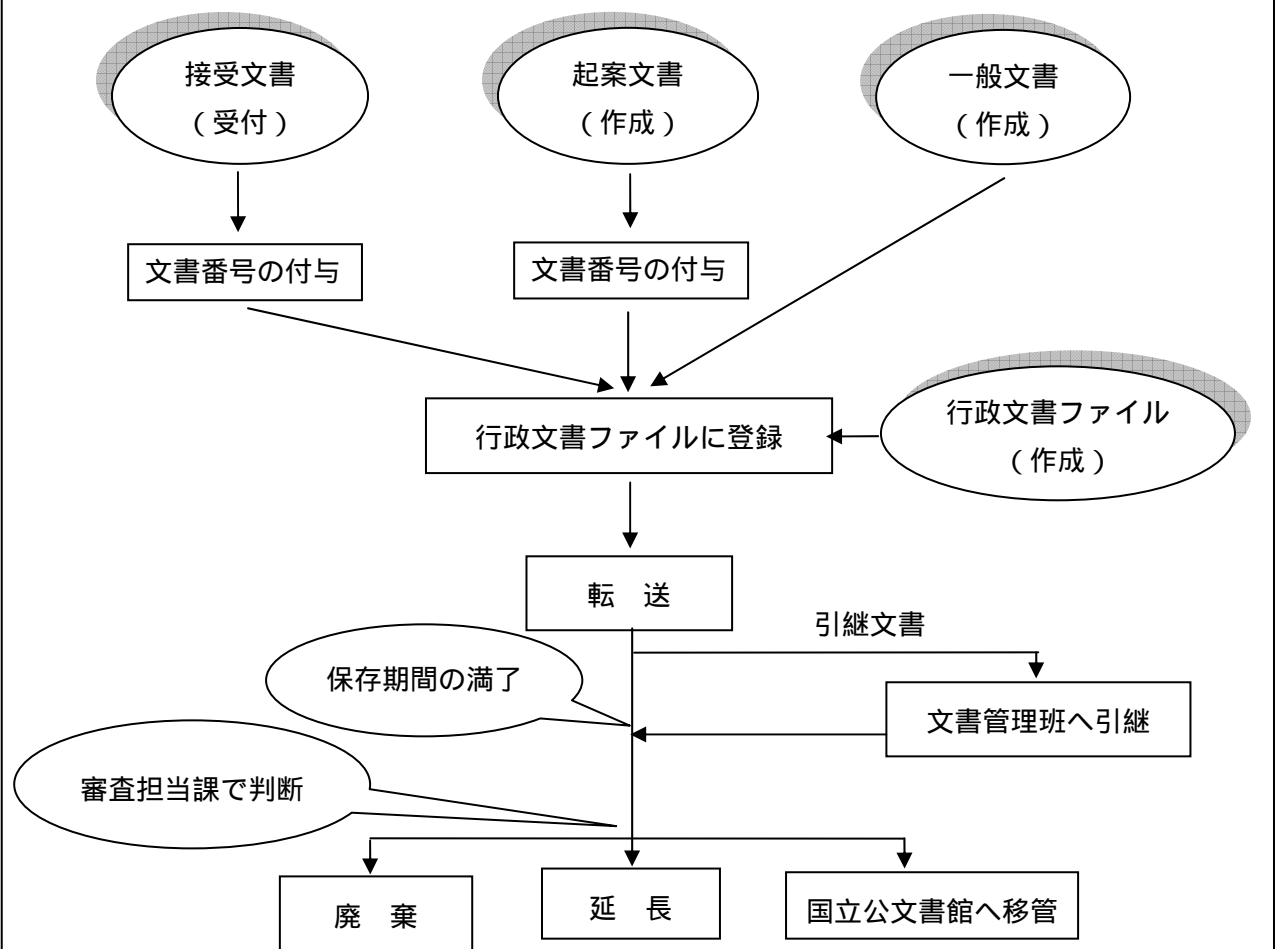 接受文書
(受付)
起案文書
(作成)
一般文書
(作成)
文書番号の付与
文書番号の付与
行政文書ファイルに登録
行政文書ファイル
(作成)
転 送
引継文書
保存期間の満了
文書管理班へ引継
審査担当課で判断
廃 棄
延 長
国立公文書館へ移管